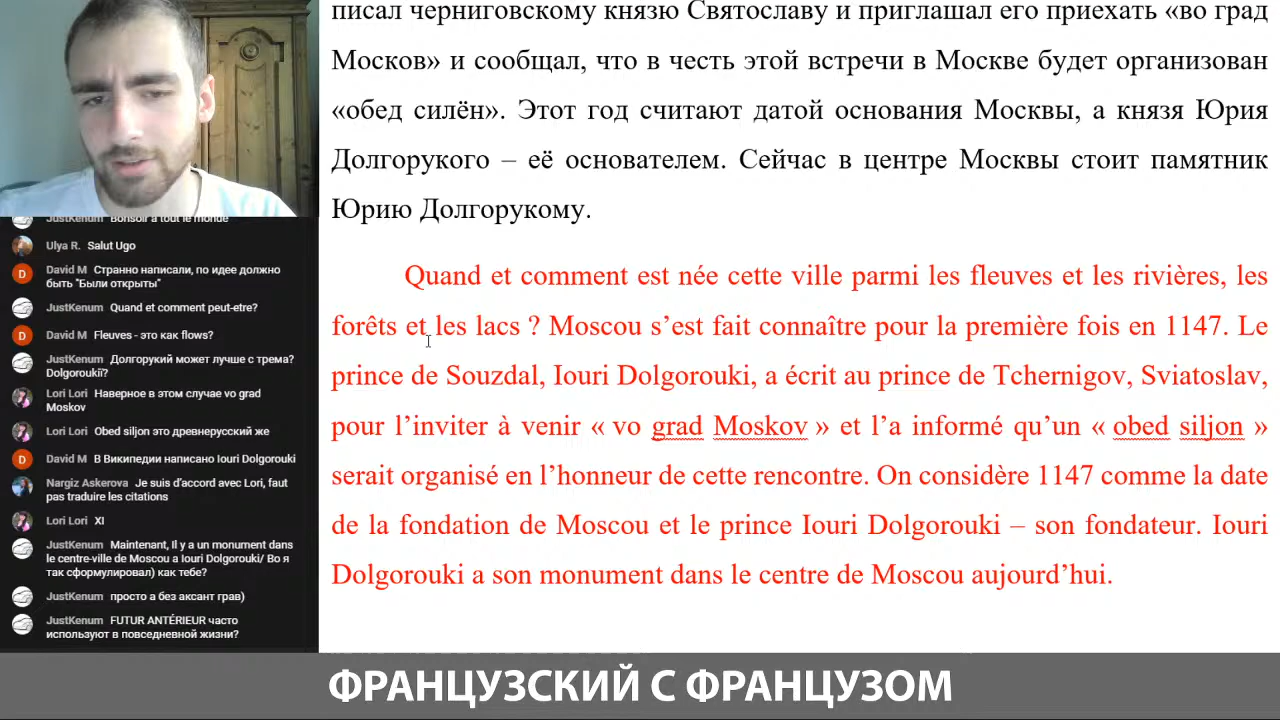 писал черниговскому князю Святославу и приглашал его приехать «во град
Москов» и сообщал, что в честь этой встречи в Москве будет организован
«обед силён». Этот год считают датой основания Москвы, а князя Юрия
Долгорукого – её основателем. Сейчас в центре Москвы стоит памятник
Юрию Долгорукому.
Quand et comment est née cette ville parmi les fleuves et les rivières, les
forêts et les lacs ? Moscou s’est fait connaître pour la première fois en 1147. Le
prince de Souzdal, Iouri Dolgorouki, a écrit au prince de Tchernigov, Sviatoslav,
pour l’inviter à venir « vo grad Moskov » et l’a informé qu’un « obed siljon »
serait organisé en l’honneur de cette rencontre. On considère 1147 comme la date
de la fondation de Moscou et le prince Iouri Dolgorouki – son fondateur. Iouri
Dolgorouki a son monument dans le centre de Moscou aujourd’hui.
JustKenum Bonsoir a tout le monde
Ulya R. Salut Ugo
David M Странно написали, по идее должно
быть "Были открыты"
JustKenum Quand et comment peut-etre?
David M Fleuves - это как flows?
JustKenum Долгорукий может лучше с трема?
Dolgoroukiï?
Lori Lori Наверное в этом случае vo grad
Moskov
Lori Lori Obed siljon это древнерусский же
David M В Википедии написано Iouri Dolgorouki
Nargiz Askerova Je suis d’accord avec Lori, faut
pas traduire les citations
Lori Lori XI
JustKenum Maintenant, Il y a un monument dans
le centre-ville de Moscou a Iouri Dolgorouki/ Во я
так сформулировал) как тебе?
JustKenum просто а без аксант грав)
JustKenum FUTUR ANTÉRIEUR часто
используют в повседневной жизни?
D
D
D
ФРАНЦУЗСКИЙ С ФРАНЦУЗОМ